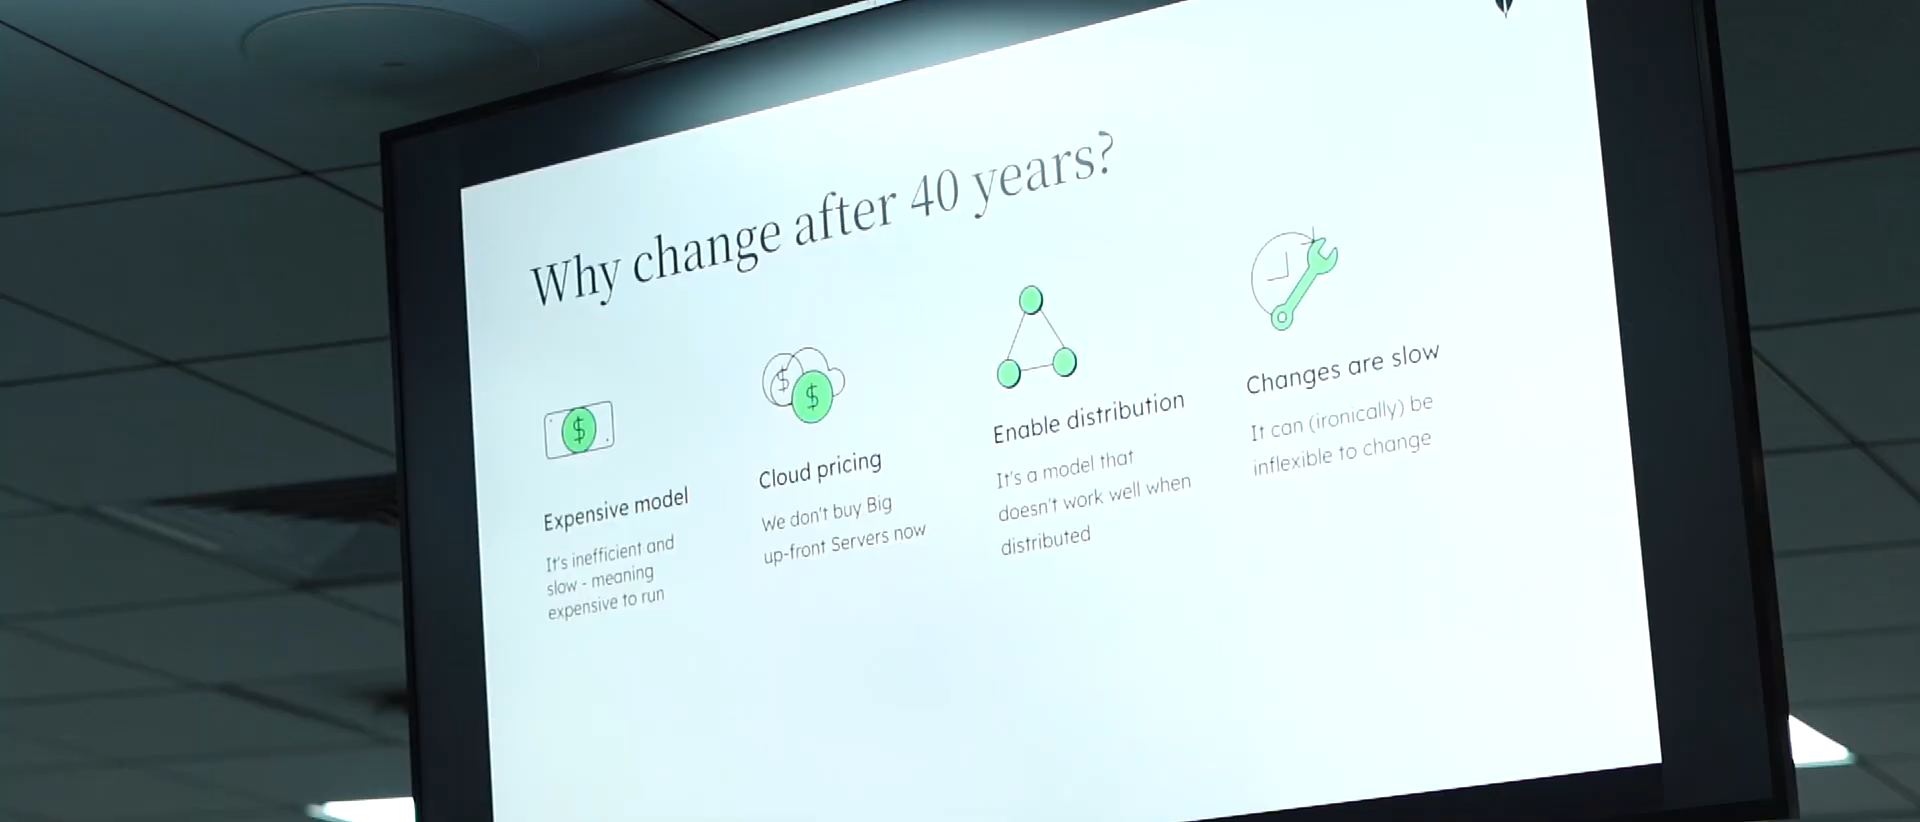 Why change after 40 years?
$
Expensive model
It's inefficient and
slow - meaning
expensive to run
$ $
Cloud pricing
We don't buy Big
up-front Servers now
Enable distribution
It's a model that
doesn't work well when
distributed
Changes are slow
It can (ironically) be
inflexible to change